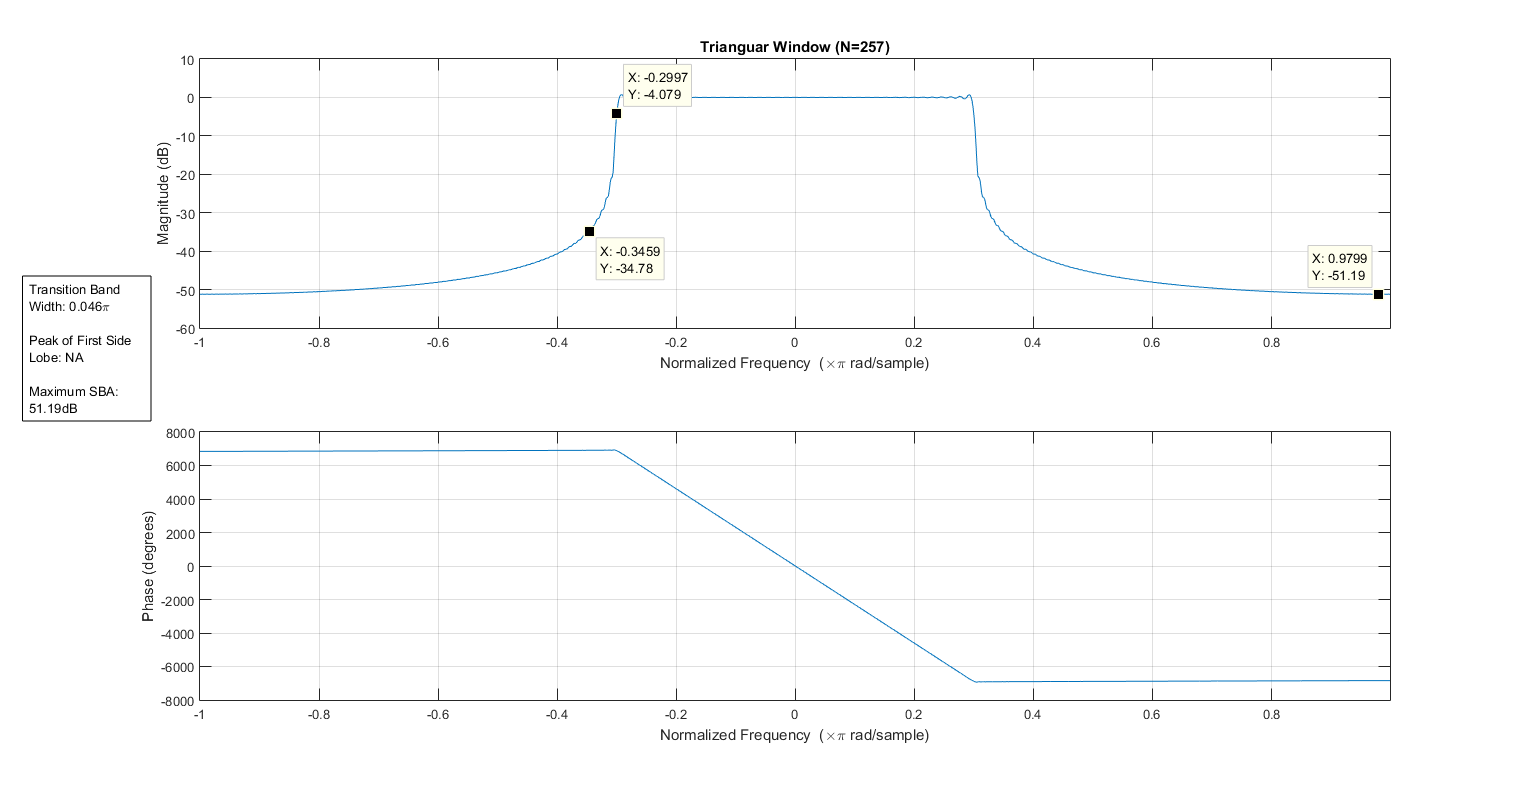 Trianguar Window (N=257)
10
0
-10
-20
-30
-40
-50
-60
Magnitude (dB)
X: -0.2997
Y: -4.079
X: -0.3459
Y: -34.78
X: 0.9799
Y: -51.19
-1
-0.8
-0.6
-0.4
-0.2
0
0.2
0.4
0.6
0.8
Normalized Frequency (×π rad/sample)
Transition Band
Width: 0.046π
Peak of First Side
Lobe: NA
Maximum SBA:
51.19dB
8000
6000
4000
2000
0
-2000
-4000
-6000
-8000
Phase (degrees)
-1
-0.8
-0.6
-0.4
-0.2
0
0.2
0.4
0.6
0.8
Normalized Frequency (×π rad/sample)